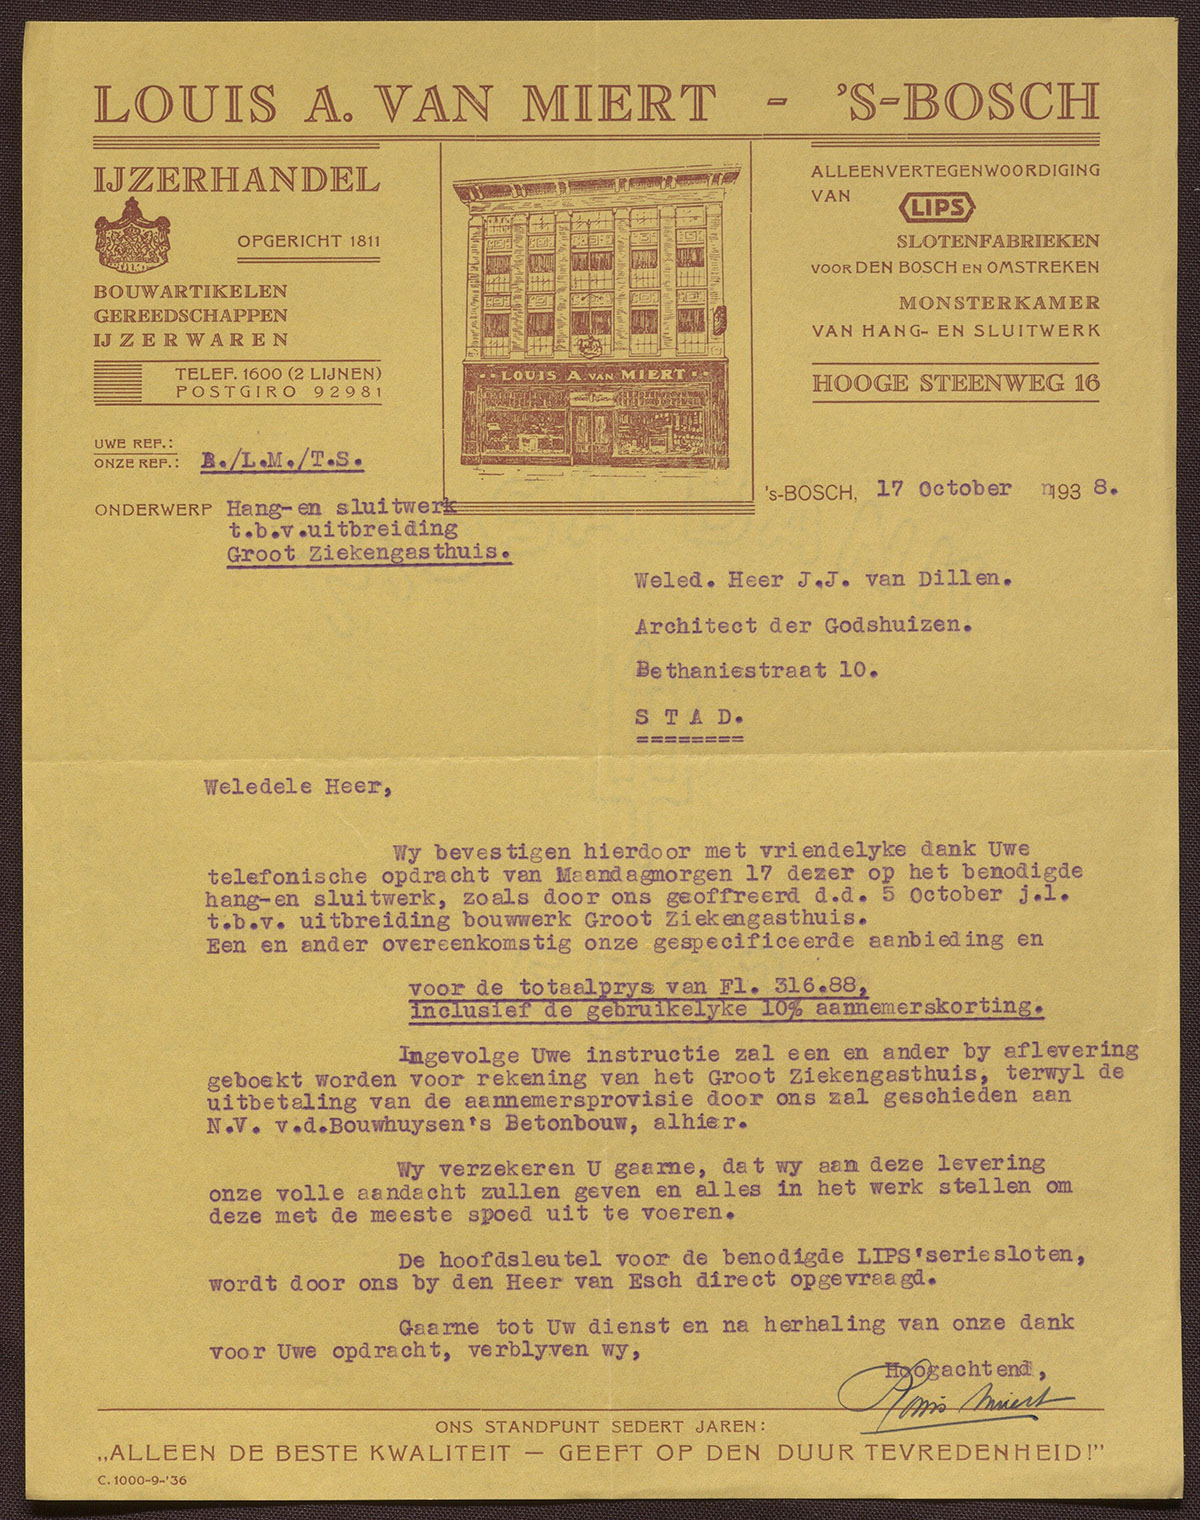 LOUIS A. VAN MIERT - 'S-BOSCH
IJZERHANDEL
OPGERICHT 1811
BOUWARTIKELEN
GEREEDSCHAPPEN
IJZERWAREN
TELEF. 1600 (2 LIJNEN)
POSTGIRO 92981
LOUIS A. VAN MIERT
ALLEENVERTEGENWOORDIGING
VAN LIPS
SLOTENFABRIEKEN
VOOR DEN BOSCH EN OMSTREKEN
MONSTERKAMER
VAN HANG- EN SLUITWERK
HOOGE STEENWEG 16
UWE REF.:
ONZE REF.: B./L.M./T.S.
's-BOSCH, 17 October 1938.
ONDERWERP Hang-en sluitwerk
t.b.v.uitbreiding
Groot Ziekengasthuis.
Weled. Heer J.J. van Dillen.
Architect der Godshuizen.
Bethaniestraat 10.
S T A D.
========
Weledele Heer,
Wy bevestigen hierdoor met vriendelyke dank Uwe
telefonische opdracht van Maandagmorgen 17 dezer op het benodigde
hang-en sluitwerk, zoals door ons geoffreerd d.d. 5 October j.l.
t.b.v. uitbreiding bouwwerk Groot Ziekengasthuis.
Een en ander overeenkomstig onze gespecificeerde aanbieding en
voor de totaalprys van Fl. 316.88,
inclusief de gebruikelyke 10% aannemerskorting.
Ingevolge Uwe instructie zal een en ander by aflevering
geboekt worden voor rekening van het Groot Ziekengasthuis, terwyl de
uitbetaling van de aannemersprovisie door ons zal geschieden aan
N.V. v.d.Bouwhuysen's Betonbouw, alhier.
Wy verzekeren U gaarne, dat wy aan deze levering
onze volle aandacht zullen geven en alles in het werk stellen om
deze met de meeste spoed uit te voeren.
De hoofdsleutel voor de benodigde LIPS'seriesloten,
wordt door ons by den Heer van Esch direct opgevraagd.
Gaarne tot Uw dienst en na herhaling van onze dank
voor Uwe opdracht, verblyven wy,
Hoogachtend,
Louis Miert
ONS STANDPUNT SEDERT JAREN:
„ALLEEN DE BESTE KWALITEIT — GEEFT OP DEN DUUR TEVREDENHEID!"
C. 1000-9-'36